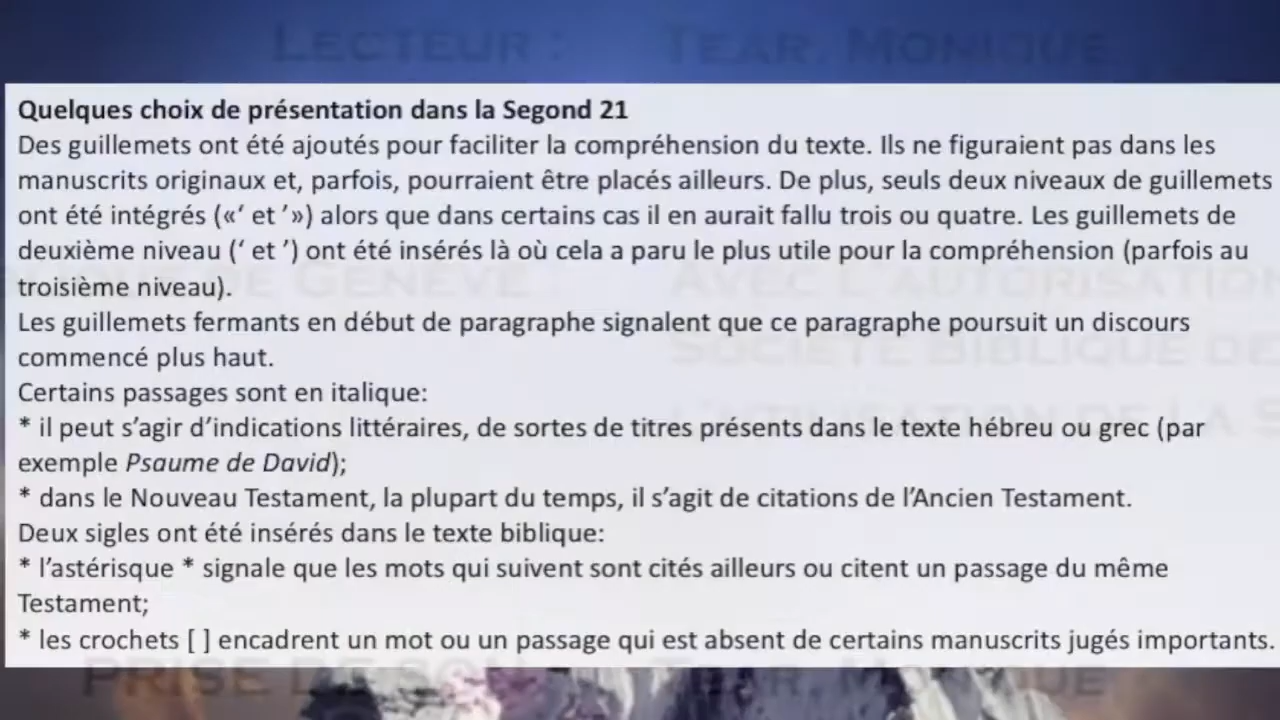 LECTEUR : TEAR, MONIQUE
Quelques choix de présentation dans la Segond 21
Des guillemets ont été ajoutés pour faciliter la compréhension du texte. Ils ne figuraient pas dans les
manuscrits originaux et, parfois, pourraient être placés ailleurs. De plus, seuls deux niveaux de guillemets
ont été intégrés («‘ et ’») alors que dans certains cas il en aurait fallu trois ou quatre. Les guillemets de
deuxième niveau (‘ et ’) ont été insérés là où cela a paru le plus utile pour la compréhension (parfois au
troisième niveau).
Les guillemets fermants en début de paragraphe signalent que ce paragraphe poursuit un discours
commencé plus haut.
Certains passages sont en italique:
* il peut s’agir d’indications littéraires, de sortes de titres présents dans le texte hébreu ou grec (par
exemple Psaume de David);
* dans le Nouveau Testament, la plupart du temps, il s’agit de citations de l’Ancien Testament.
Deux sigles ont été insérés dans le texte biblique:
* l’astérisque * signale que les mots qui suivent sont cités ailleurs ou citent un passage du même
Testament;
* les crochets [ ] encadrent un mot ou un passage qui est absent de certains manuscrits jugés importants.
PRISE DE SON TEAR, MONIQUE